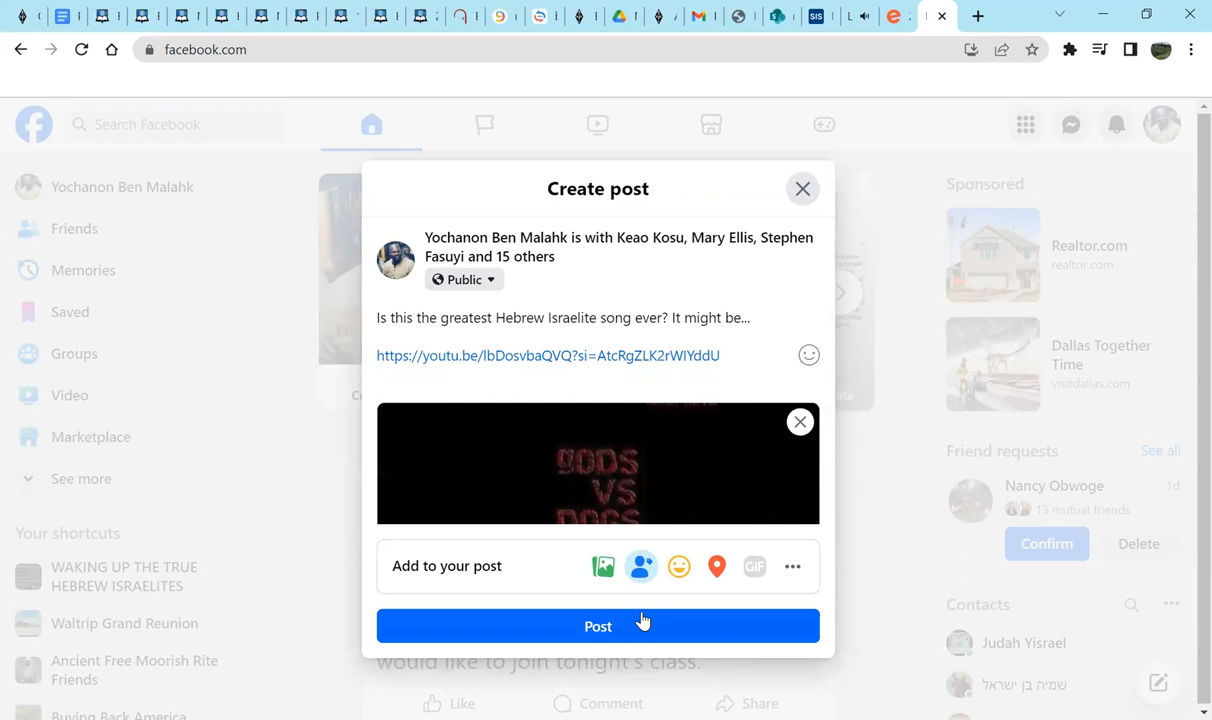 facebook.com
Search Facebook
Yochanon Ben Malahk
Friends
Memories
Saved
Groups
Video
Marketplace
See more
Your shortcuts
WAKING UP THE TRUE
HEBREW ISRAELITES
Waltrip Grand Reunion
Ancient Free Moorish Rite
Friends
Buying Back America
Create post
Yochanon Ben Malahk is with Keao Kosu, Mary Ellis, Stephen
Fasuyi and 15 others
Public
Is this the greatest Hebrew Israelite song ever? It might be...
https://youtu.be/lbDosvbaQVQ?si=AtcRgZLK2rWIYddU
GODS
VS
DOGS
Add to your post
GIF
Post
would like to join tonight's class.
Like
Comment
Share
Sponsored
Realtor.com
realtor.com
Dallas Together
Time
visitdallas.com
Friend requests
See all
Nancy Obwoge
1d
13 mutual friends
Confirm
Delete
Contacts
Judah Yisrael
שמיה בן ישראל